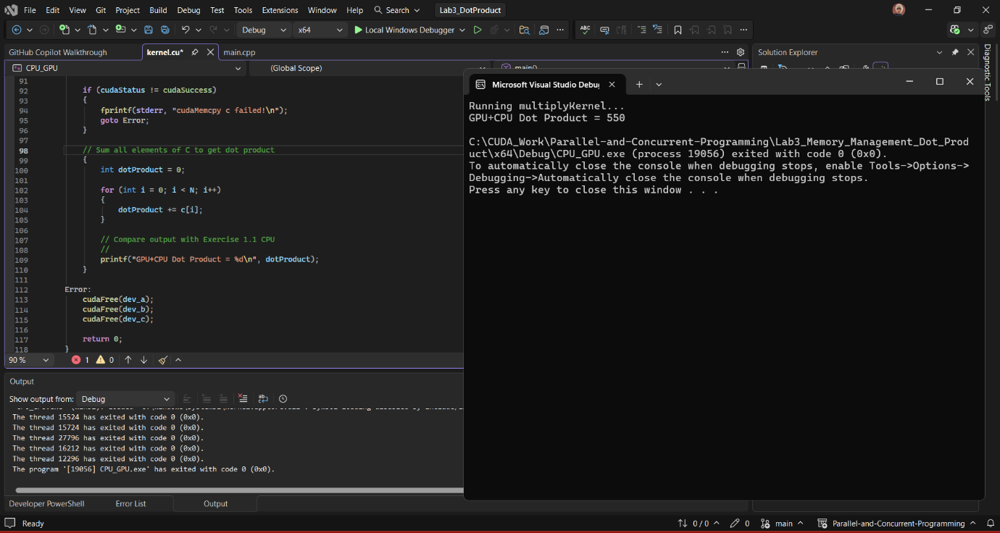 File Edit View Git Project Build Debug Test Tools Extensions Window Help Search Lab3_DotProduct
Debug x64 Local Windows Debugger
GitHub Copilot Walkthrough kernel.cu* main.cpp
CPU_GPU (Global Scope) main()
91
92 if (cudaStatus != cudaSuccess)
93 {
94 fprintf(stderr, "cudaMemcpy c failed!\n");
95 goto Error;
96 }
97
98 // Sum all elements of C to get dot product
99 {
100 int dotProduct = 0;
101
102 for (int i = 0; i < N; i++)
103 {
104 dotProduct += c[i];
105 }
106
107 // Compare output with Exercise 1.1 CPU
108 //
109 printf("GPU+CPU Dot Product = %d\n", dotProduct);
110 }
111
112 Error:
113 cudaFree(dev_a);
114 cudaFree(dev_b);
115 cudaFree(dev_c);
116
117 return 0;
118 }
90 % 1 0
Output
Show output from: Debug
The thread 15524 has exited with code 0 (0x0).
The thread 15724 has exited with code 0 (0x0).
The thread 27796 has exited with code 0 (0x0).
The thread 16212 has exited with code 0 (0x0).
The thread 12296 has exited with code 0 (0x0).
The program '[19056] CPU_GPU.exe' has exited with code 0 (0x0).
Developer PowerShell Error List Output
Solution Explorer
Diagnostic Tools
Microsoft Visual Studio Debu
Running multiplyKernel...
GPU+CPU Dot Product = 550
C:\CUDA_Work\Parallel-and-Concurrent-Programming\Lab3_Memory_Management_Dot_Prod
uct\x64\Debug\CPU_GPU.exe (process 19056) exited with code 0 (0x0).
To automatically close the console when debugging stops, enable Tools->Options->
Debugging->Automatically close the console when debugging stops.
Press any key to close this window . . .
Ready 0 / 0 0 main Parallel-and-Concurrent-Programming